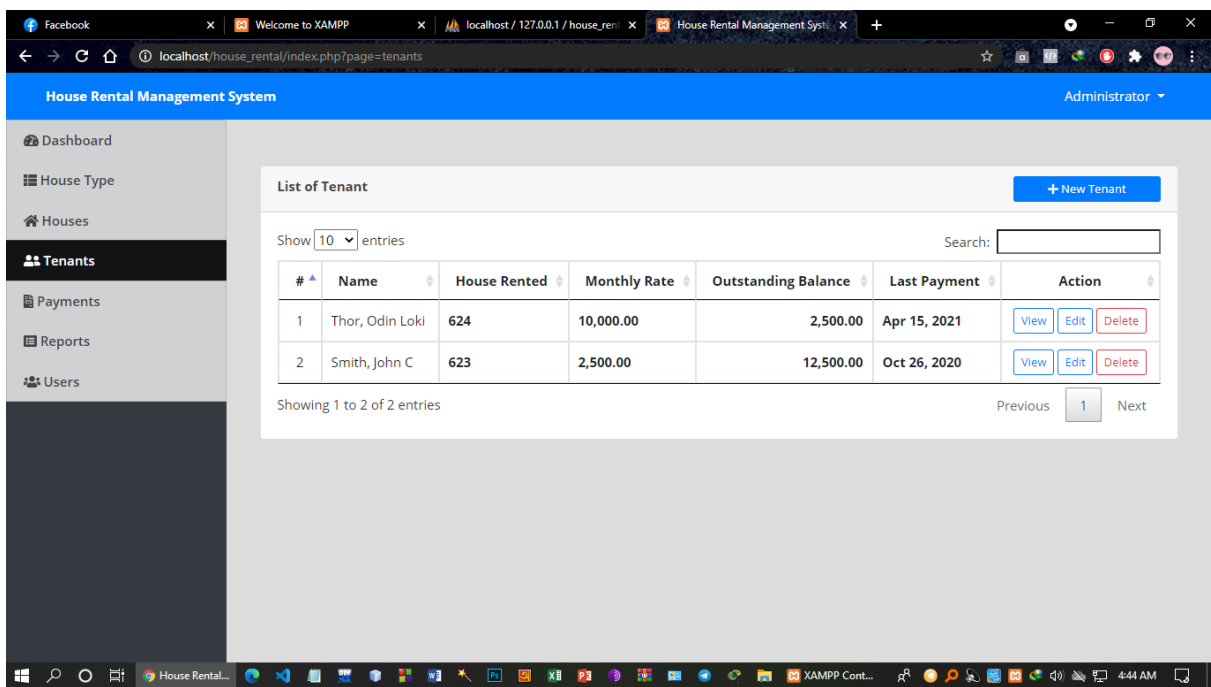 Facebook
Welcome to XAMPP
localhost / 127.0.0.1 / house_rent
House Rental Management Syste
localhost/house_rental/index.php?page=tenants
House Rental Management System
Administrator
Dashboard
House Type
Houses
Tenants
Payments
Reports
Users
List of Tenant
+ New Tenant
Show 10 entries
Search:
# Name House Rented Monthly Rate Outstanding Balance Last Payment Action
1 Thor, Odin Loki 624 10,000.00 2,500.00 Apr 15, 2021 View Edit Delete
2 Smith, John C 623 2,500.00 12,500.00 Oct 26, 2020 View Edit Delete
Showing 1 to 2 of 2 entries
Previous 1 Next
House Rental...
XAMPP Cont...
4:44 AM